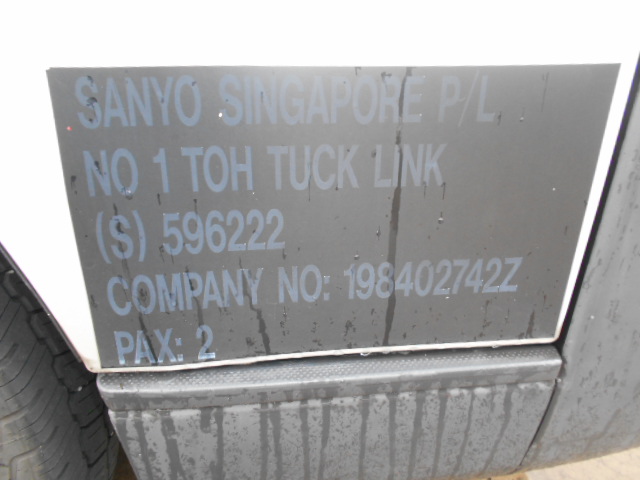 SANYO SINGAPORE P/L
NO 1 TOH TUCK LINK
(S) 596222
COMPANY NO: 198402742Z
PAX: 2